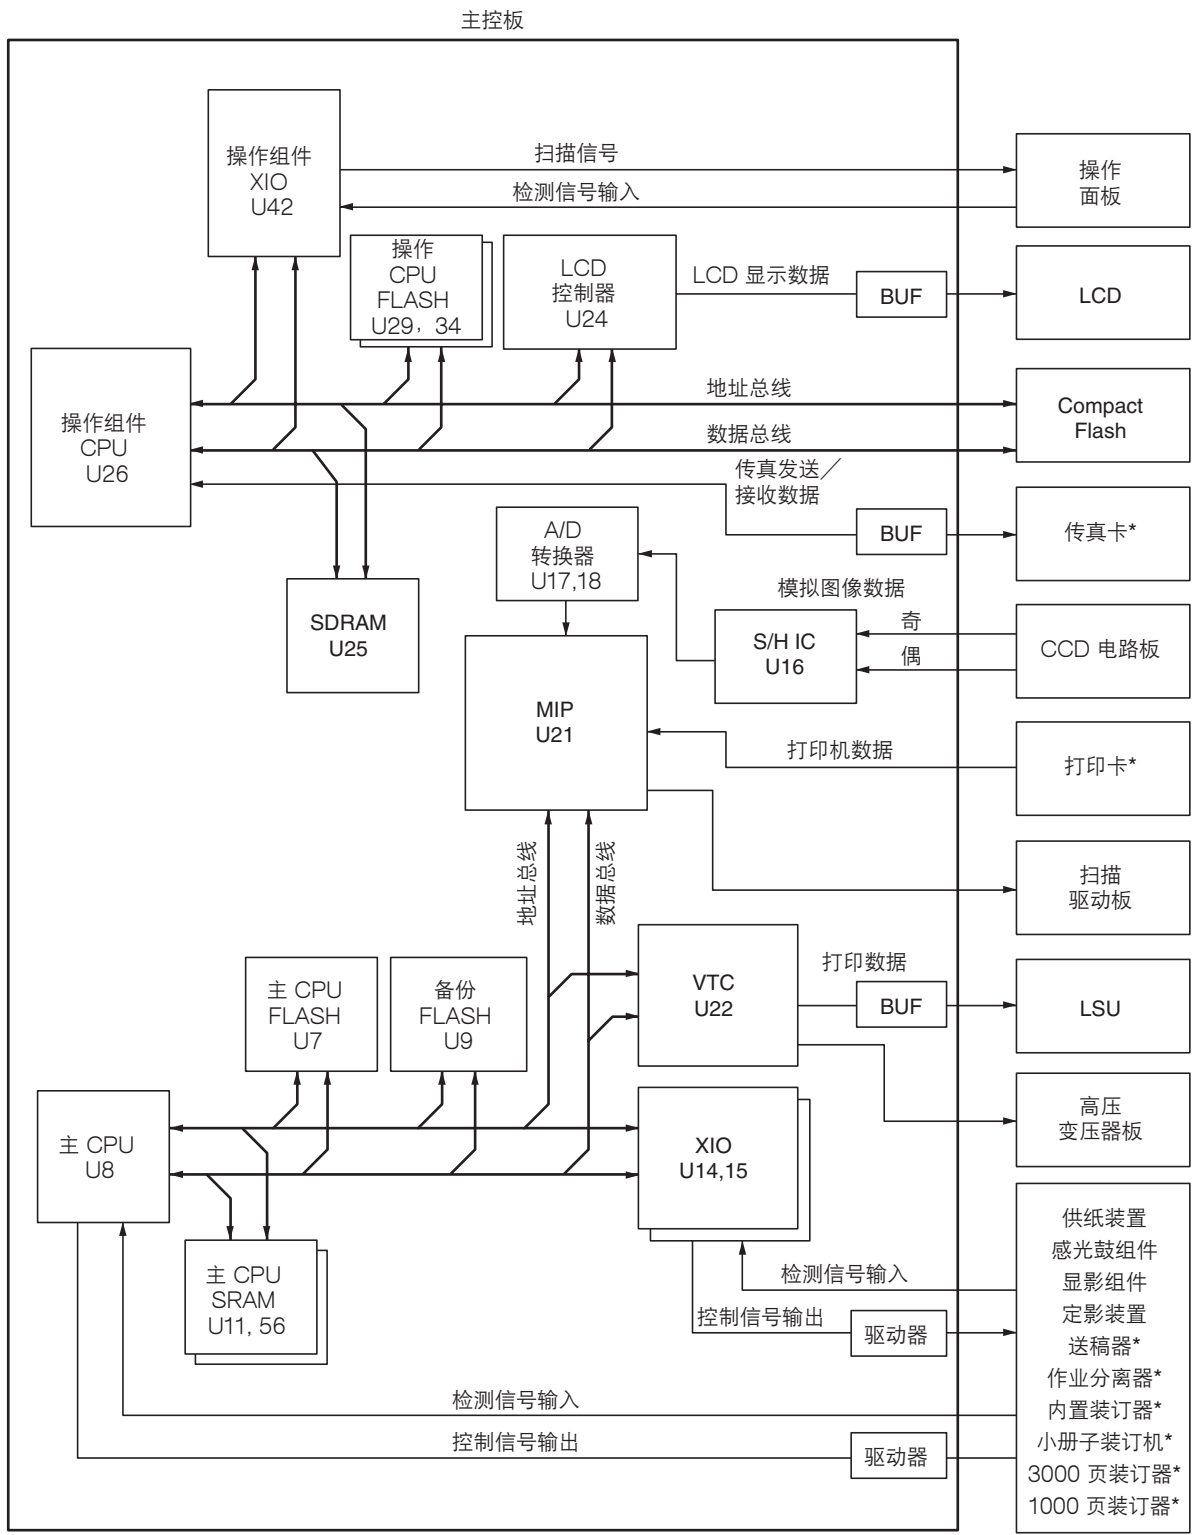 主控板
操作组件
XIO
U42
扫描信号
检测信号输入
操作
面板
操作
CPU
FLASH
U29，34
LCD
控制器
U24
LCD 显示数据
BUF
LCD
操作组件
CPU
U26
地址总线
数据总线
Compact
Flash
传真发送／
接收数据
BUF
传真卡*
A/D
转换器
U17,18
SDRAM
U25
模拟图像数据
S/H IC
U16
奇
偶
CCD 电路板
MIP
U21
打印机数据
打印卡*
地址总线
数据总线
扫描
驱动板
主 CPU
FLASH
U7
备份
FLASH
U9
VTC
U22
打印数据
BUF
LSU
主 CPU
U8
XIO
U14,15
高压
变压器板
主 CPU
SRAM
U11, 56
检测信号输入
控制信号输出
驱动器
检测信号输入
控制信号输出
驱动器
供纸装置
感光鼓组件
显影组件
定影装置
送稿器*
作业分离器*
内置装订器*
小册子装订机*
3000 页装订器*
1000 页装订器*